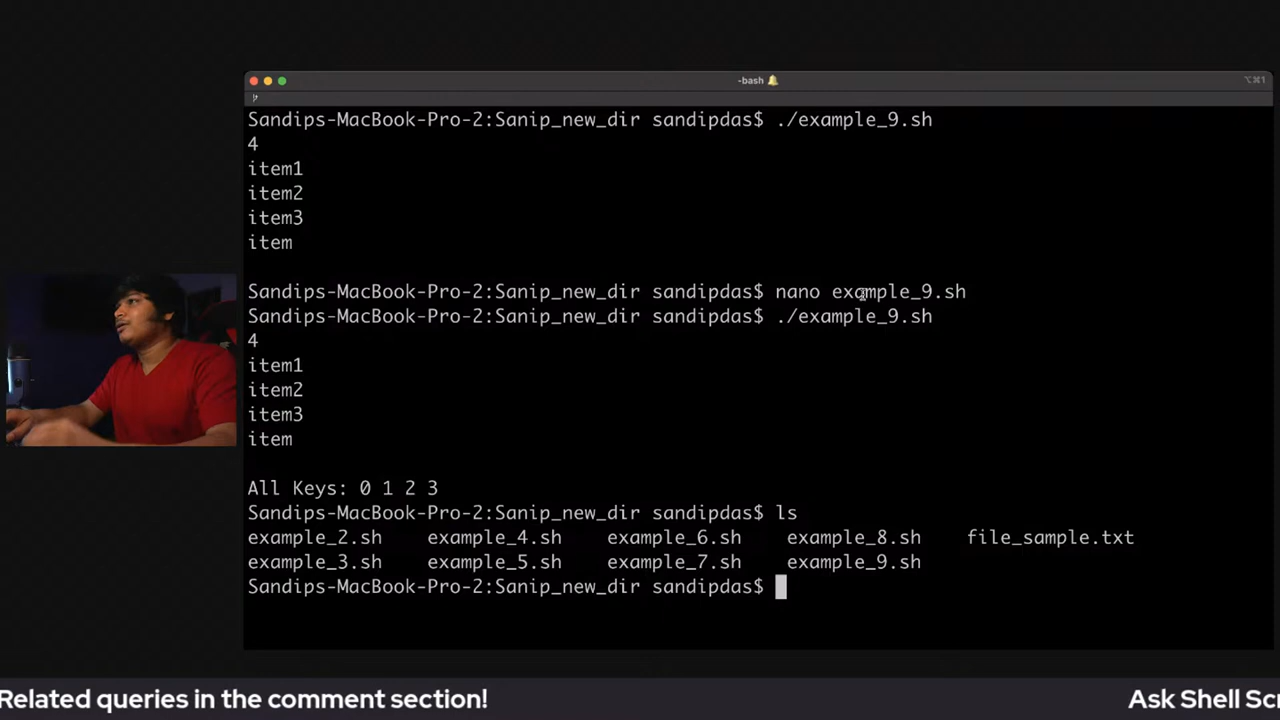 -bash 🔔
⌥⌘1
Sandips-MacBook-Pro-2:Sanip_new_dir sandipdas$ ./example_9.sh
4
item1
item2
item3
item
Sandips-MacBook-Pro-2:Sanip_new_dir sandipdas$ nano example_9.sh
Sandips-MacBook-Pro-2:Sanip_new_dir sandipdas$ ./example_9.sh
4
item1
item2
item3
item
All Keys: 0 1 2 3
Sandips-MacBook-Pro-2:Sanip_new_dir sandipdas$ ls
example_2.sh example_4.sh example_6.sh example_8.sh file_sample.txt
example_3.sh example_5.sh example_7.sh example_9.sh
Sandips-MacBook-Pro-2:Sanip_new_dir sandipdas$
Related queries in the comment section! Ask Shell Scr